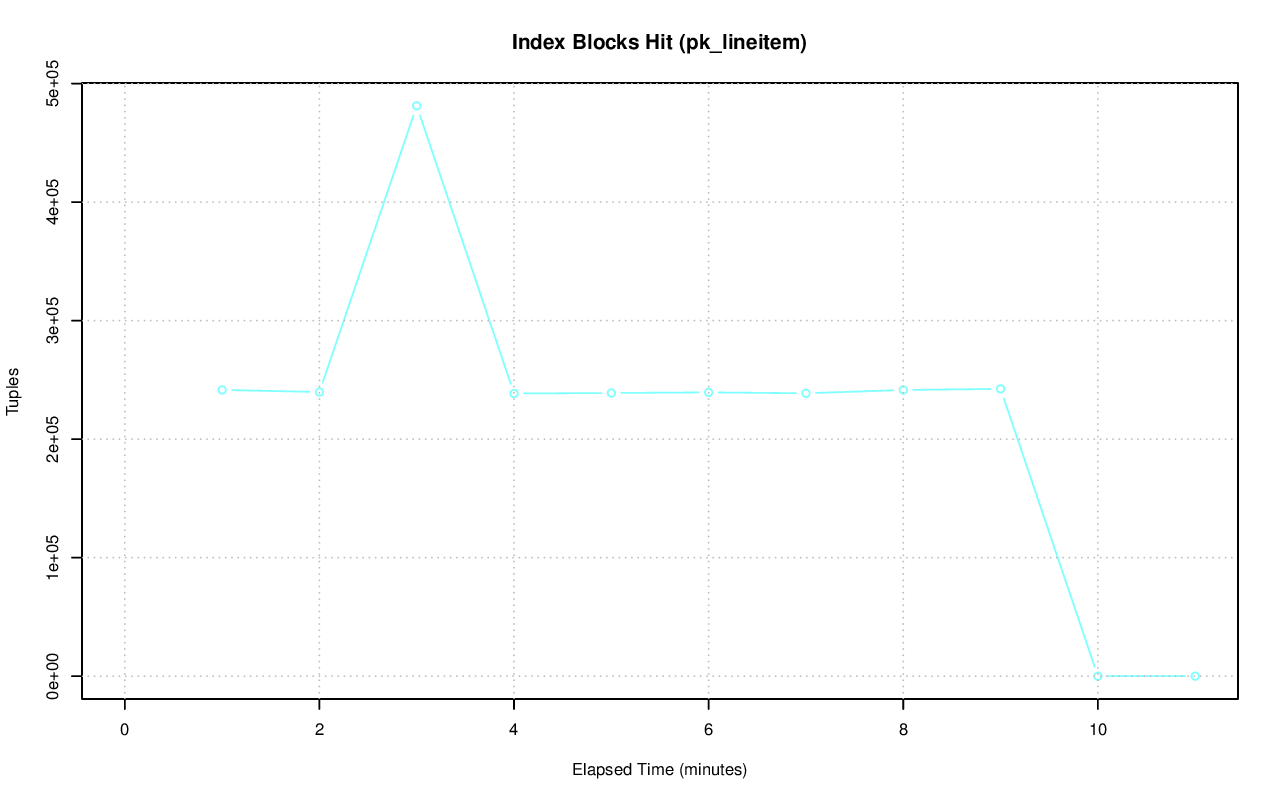 Index Blocks Hit (pk_lineitem)
5e+05
4e+05
3e+05
2e+05
1e+05
0e+00
Tuples
0 2 4 6 8 10
Elapsed Time (minutes)